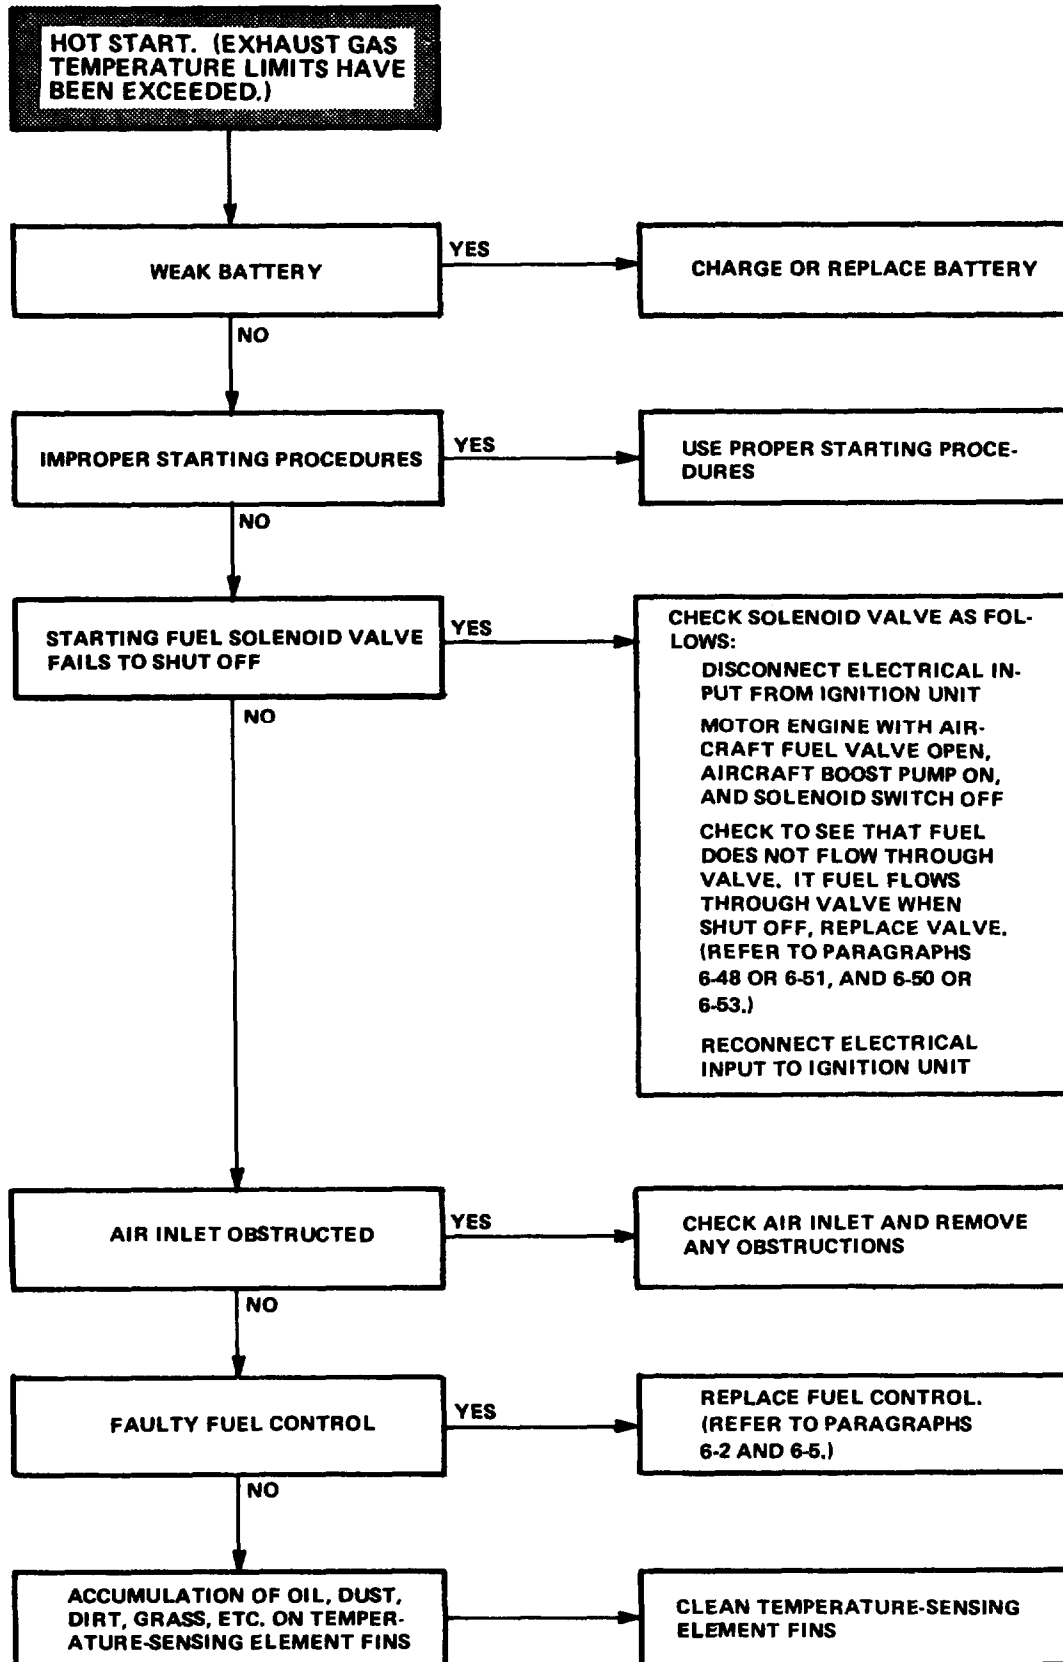 HOT START. (EXHAUST GAS
TEMPERATURE LIMITS HAVE
BEEN EXCEEDED.)
WEAK BATTERY
YES
CHARGE OR REPLACE BATTERY
NO
IMPROPER STARTING PROCEDURES
YES
USE PROPER STARTING PROCE-
DURES
NO
STARTING FUEL SOLENOID VALVE
FAILS TO SHUT OFF
YES
CHECK SOLENOID VALVE AS FOL-
LOWS:
DISCONNECT ELECTRICAL IN-
PUT FROM IGNITION UNIT
MOTOR ENGINE WITH AIR-
CRAFT FUEL VALVE OPEN,
AIRCRAFT BOOST PUMP ON,
AND SOLENOID SWITCH OFF
CHECK TO SEE THAT FUEL
DOES NOT FLOW THROUGH
VALVE. IT FUEL FLOWS
THROUGH VALVE WHEN
SHUT OFF, REPLACE VALVE.
(REFER TO PARAGRAPHS
6-48 OR 6-51, AND 6-50 OR
6-53.)
RECONNECT ELECTRICAL
INPUT TO IGNITION UNIT
NO
AIR INLET OBSTRUCTED
YES
CHECK AIR INLET AND REMOVE
ANY OBSTRUCTIONS
NO
FAULTY FUEL CONTROL
YES
REPLACE FUEL CONTROL.
(REFER TO PARAGRAPHS
6-2 AND 6-5.)
NO
ACCUMULATION OF OIL, DUST,
DIRT, GRASS, ETC. ON TEMPER-
ATURE-SENSING ELEMENT FINS
CLEAN TEMPERATURE-SENSING
ELEMENT FINS